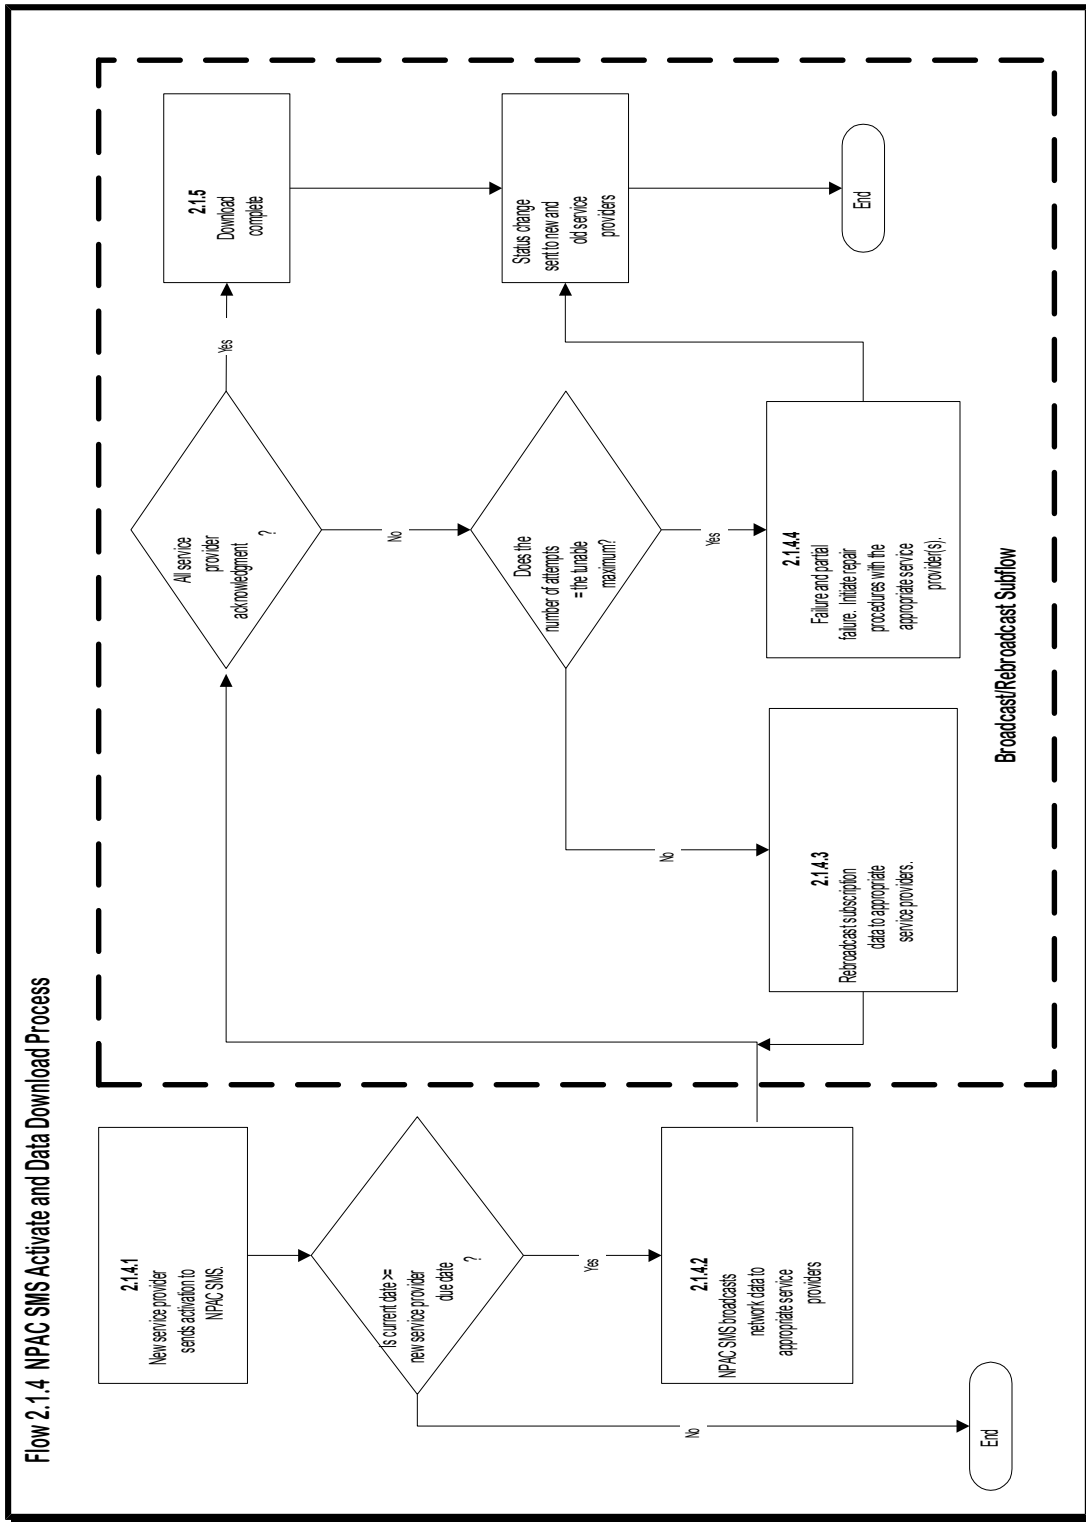 Flow 2.1.4 NPAC SMS Activate and Data Download Process
2.1.4.1
New service provider
sends activation to
NPAC SMS.
Is current date >=
new service provider
due date
?
No
End
Yes
2.1.4.2
NPAC SMS broadcasts
network data to
appropriate service
providers
All service
provider
acknowledgment
?
Yes
2.1.5
Download
complete
No
Does the
number of attempts
= the tunable
maximum?
No
2.1.4.3
Rebroadcast subscription
data to appropriate
service providers.
Yes
2.1.4.4
Failure and partial
failure. Initiate repair
procedures with the
appropriate service
provider(s).
Status change
sent to new and
old service
providers
End
Broadcast/Rebroadcast Subflow